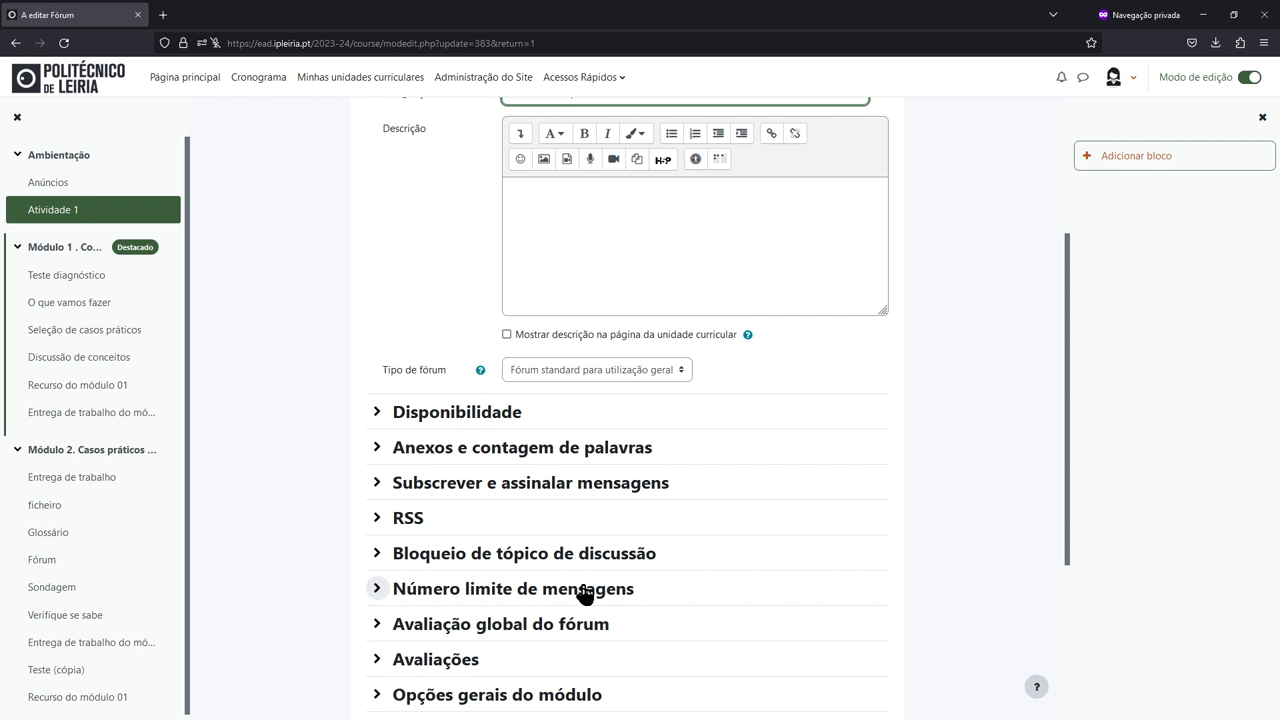 A editar Fórum
Navegação privada
https://ead.ipleiria.pt/2023-24/course/modedit.php?update=383&return=1
POLITÉCNICO
DE LEIRIA
Página principal
Cronograma
Minhas unidades curriculares
Administração do Site
Acessos Rápidos
Modo de edição
Ambientação
Anúncios
Atividade 1
Módulo 1 . Co...
Destacado
Teste diagnóstico
O que vamos fazer
Seleção de casos práticos
Discussão de conceitos
Recurso do módulo 01
Entrega de trabalho do mó...
Módulo 2. Casos práticos ...
Entrega de trabalho
ficheiro
Glossário
Fórum
Sondagem
Verifique se sabe
Entrega de trabalho do mó...
Teste (cópia)
Recurso do módulo 01
Descrição
A
B
I
H-P
Mostrar descrição na página da unidade curricular
?
Tipo de fórum
?
Fórum standard para utilização geral
Disponibilidade
Anexos e contagem de palavras
Subscrever e assinalar mensagens
RSS
Bloqueio de tópico de discussão
Número limite de mensagens
Avaliação global do fórum
Avaliações
Opções gerais do módulo
+ Adicionar bloco
?